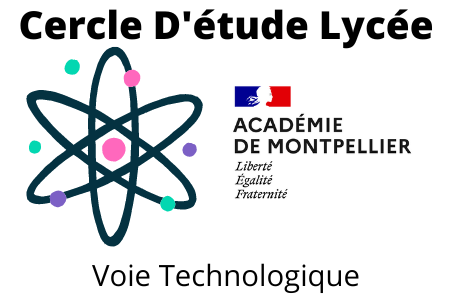 Cercle D'étude Lycée
ACADÉMIE
DE MONTPELLIER
Liberté
Égalité
Fraternité
Voie Technologique